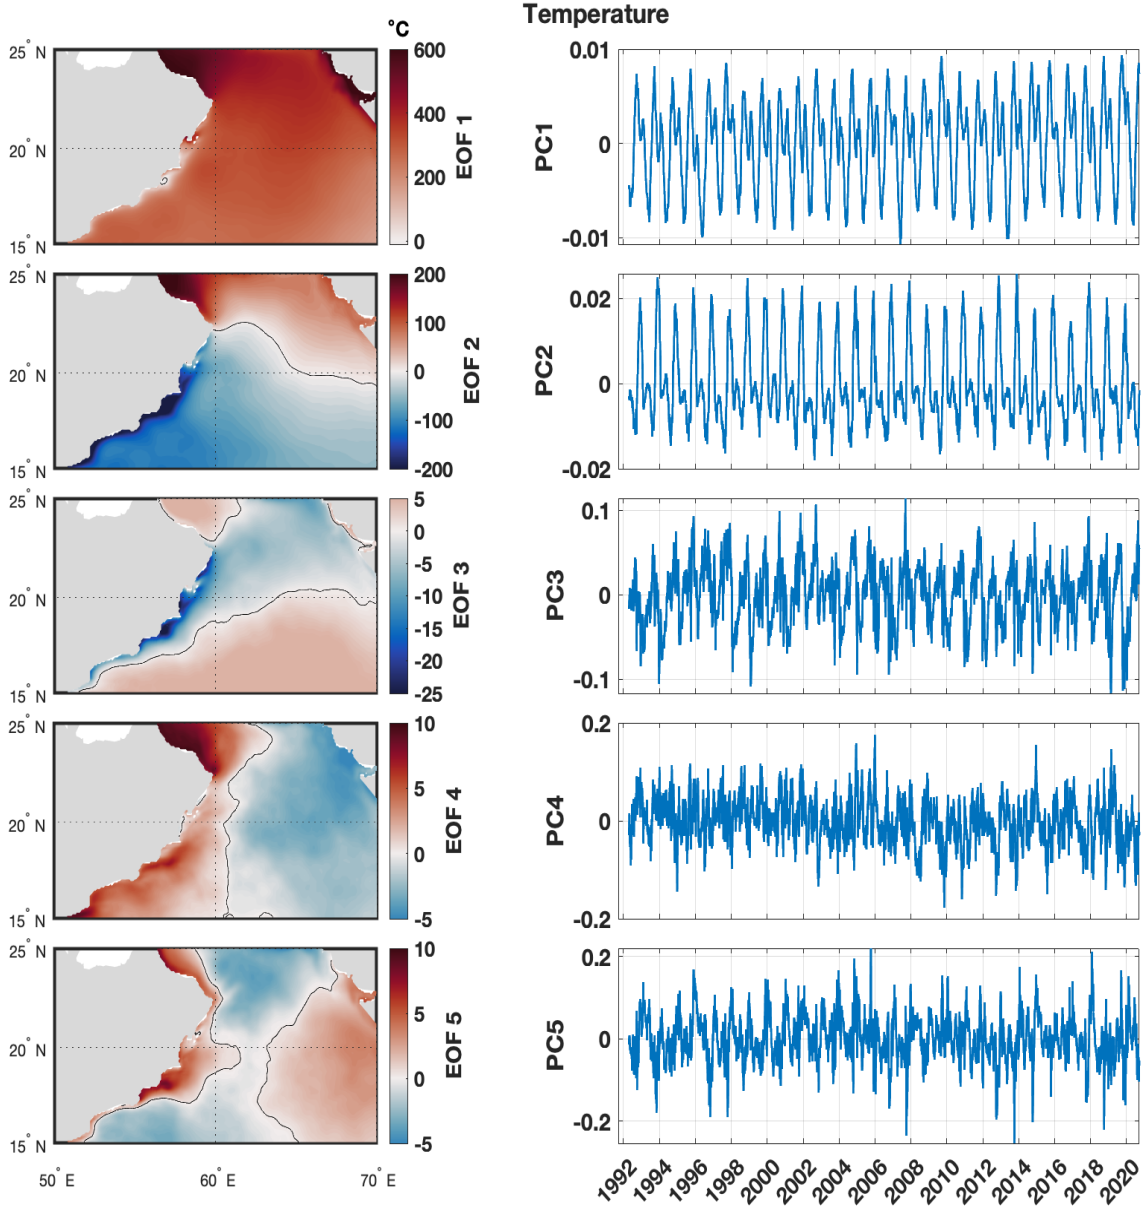 Temperature
°C
25° N
20° N
15° N
600
400
200
0
EOF 1
0.01
0
-0.01
PC1
25° N
20° N
15° N
200
100
0
-100
-200
EOF 2
0.02
0
-0.02
PC2
25° N
20° N
15° N
5
0
-5
-10
-15
-20
-25
EOF 3
0.1
0
-0.1
PC3
25° N
20° N
15° N
10
5
0
-5
EOF 4
0.2
0
-0.2
PC4
25° N
20° N
15° N
10
5
0
-5
EOF 5
0.2
0
-0.2
PC5
50° E
60° E
70° E
1992
1994
1996
1998
2000
2002
2004
2006
2008
2010
2012
2014
2016
2018
2020